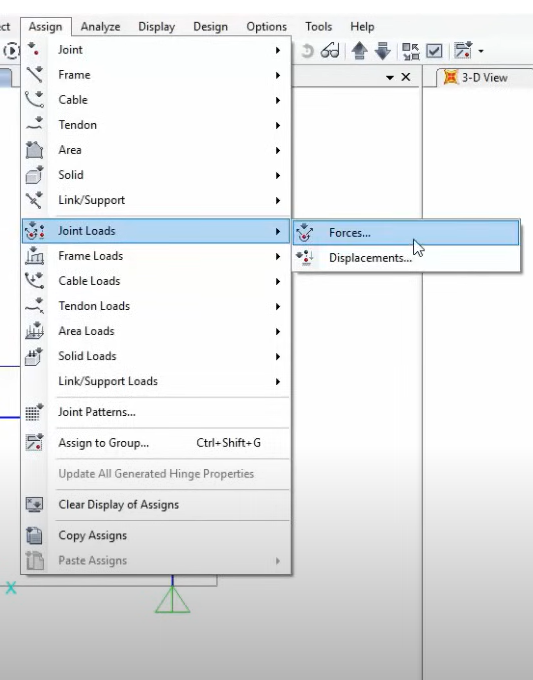 ct Assign Analyze Display Design Options Tools Help
Joint
Frame
Cable
3-D View
Tendon
Area
Solid
Link/Support
Joint Loads
Forces...
Frame Loads
Displacements...
Cable Loads
Tendon Loads
Area Loads
Solid Loads
Link/Support Loads
Joint Patterns...
Assign to Group... Ctrl+Shift+G
Update All Generated Hinge Properties
Clear Display of Assigns
Copy Assigns
Paste Assigns
X